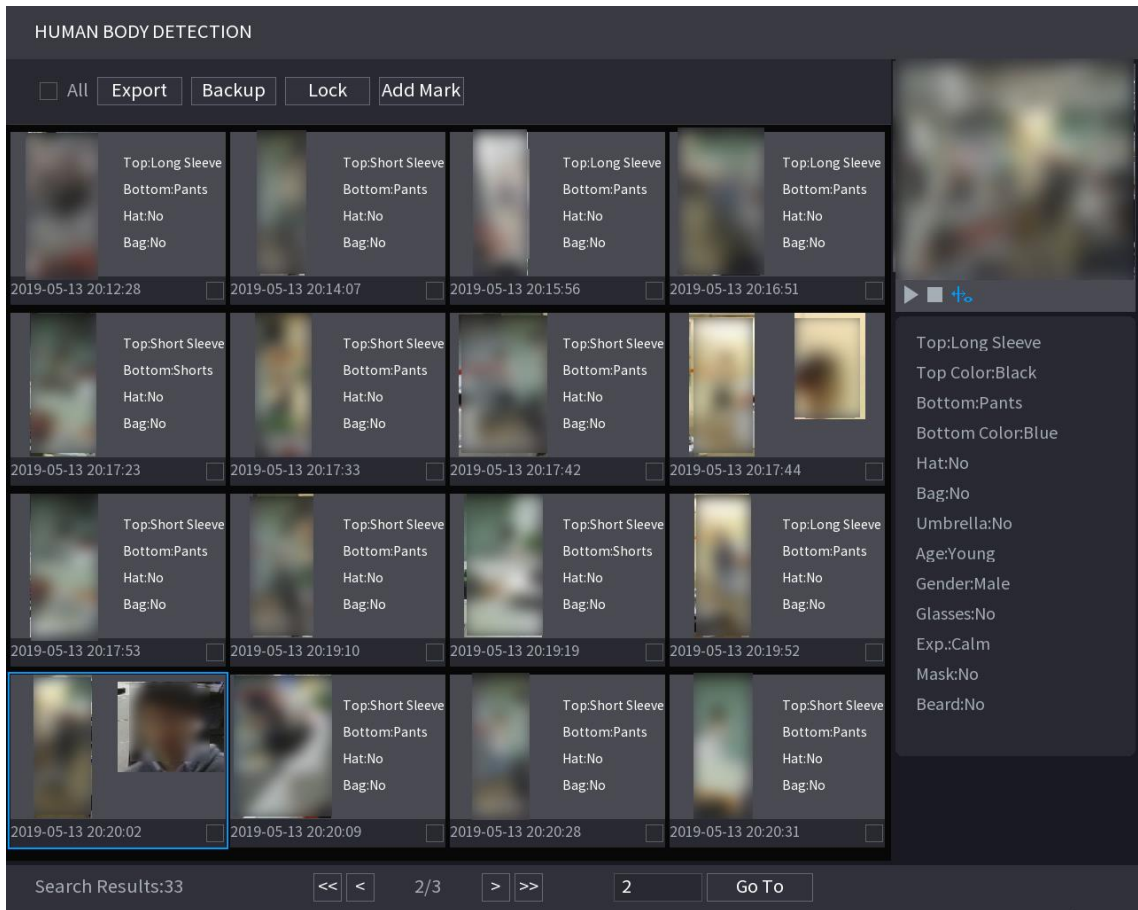 HUMAN BODY DETECTION
All Export Backup Lock Add Mark
Top:Long Sleeve
Bottom:Pants
Hat:No
Bag:No
2019-05-13 20:12:28
Top:Short Sleeve
Bottom:Pants
Hat:No
Bag:No
2019-05-13 20:14:07
Top:Long Sleeve
Bottom:Pants
Hat:No
Bag:No
2019-05-13 20:15:56
Top:Long Sleeve
Bottom:Pants
Hat:No
Bag:No
2019-05-13 20:16:51
Top:Short Sleeve
Bottom:Shorts
Hat:No
Bag:No
2019-05-13 20:17:23
Top:Short Sleeve
Bottom:Pants
Hat:No
Bag:No
2019-05-13 20:17:33
Top:Short Sleeve
Bottom:Pants
Hat:No
Bag:No
2019-05-13 20:17:42
2019-05-13 20:17:44
Top:Short Sleeve
Bottom:Pants
Hat:No
Bag:No
2019-05-13 20:17:53
Top:Short Sleeve
Bottom:Pants
Hat:No
Bag:No
2019-05-13 20:19:10
Top:Short Sleeve
Bottom:Shorts
Hat:No
Bag:No
2019-05-13 20:19:19
Top:Long Sleeve
Bottom:Pants
Hat:No
Bag:No
2019-05-13 20:19:52
2019-05-13 20:20:02
Top:Short Sleeve
Bottom:Pants
Hat:No
Bag:No
2019-05-13 20:20:09
Top:Short Sleeve
Bottom:Pants
Hat:No
Bag:No
2019-05-13 20:20:28
Top:Short Sleeve
Bottom:Pants
Hat:No
Bag:No
2019-05-13 20:20:31
Top:Long Sleeve
Top Color:Black
Bottom:Pants
Bottom Color:Blue
Hat:No
Bag:No
Umbrella:No
Age:Young
Gender:Male
Glasses:No
Exp.:Calm
Mask:No
Beard:No
Search Results:33 << < 2/3 > >> 2 Go To